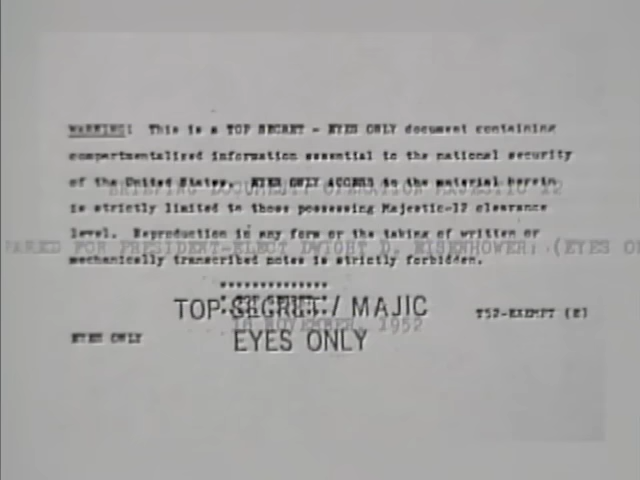 WARNING: This is a TOP SECRET - EYES ONLY document containing
compartmentalized information essential to the national security
of the United States. EYES ONLY ACCESS to the material herein
BRIEFING DOCUMENT: OPERATION MAJESTIC 12
is strictly limited to those possessing Majestic-12 clearance
level. Reproduction in any form or the taking of written or
PARED FOR PRESIDENT-ELECT DWIGHT D. EISENHOWER: (EYES O
mechanically transcribed notes is strictly forbidden.
TOP SECRET / MAJIC
T52-EXEMPT (E)
18 NOVEMBER, 1952
EYES ONLY
EYES ONLY